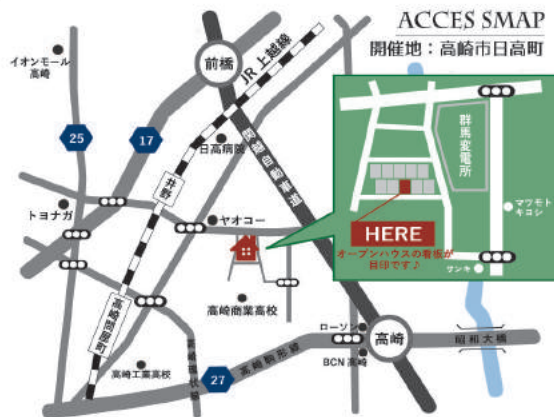 ACCES SMAP
開催地：高崎市日高町
イオンモール
高崎
前橋
JR 上越線
25
17
日高病院
関越自動車道
井野
トヨナガ
ヤオコー
群馬変電所
マツモト
キヨシ
HERE
オープンハウスの看板が
目印です♪
サンキ
高崎商業高校
高崎問屋町
ローソン
高崎
昭和大橋
BCN 高崎
高崎駒形線
27
高崎工業高校